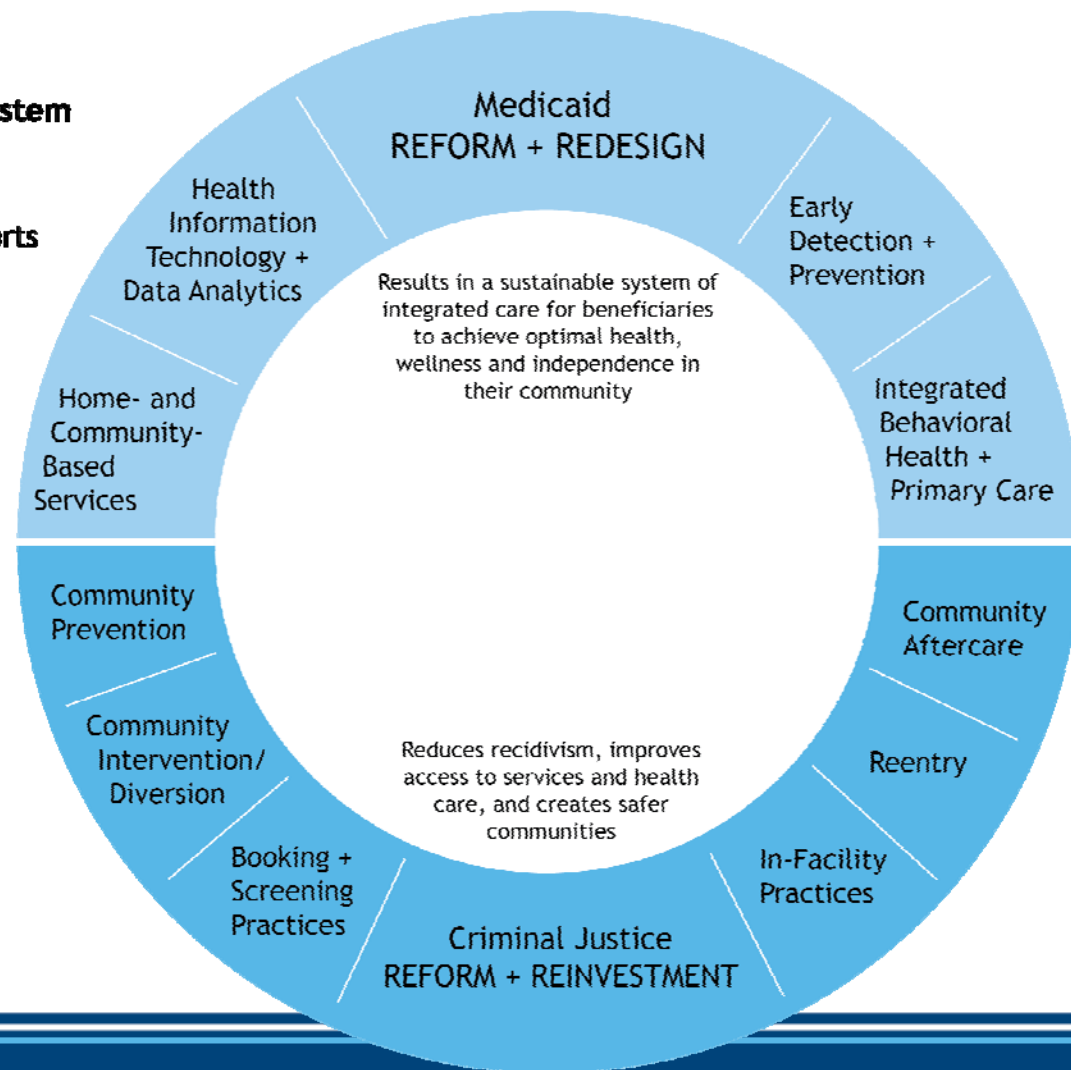 Medicaid
REFORM + REDESIGN
Health
Information
Technology +
Data Analytics
Early
Detection +
Prevention
Results in a sustainable system of
integrated care for beneficiaries
to achieve optimal health,
wellness and independence in
their community
Home- and
Community-
Based
Services
Integrated
Behavioral
Health +
Primary Care
Community
Prevention
Community
Aftercare
Community
Intervention/
Diversion
Reentry
Reduces recidivism, improves
access to services and health
care, and creates safer
communities
Booking +
Screening
Practices
In-Facility
Practices
Criminal Justice
REFORM + REINVESTMENT